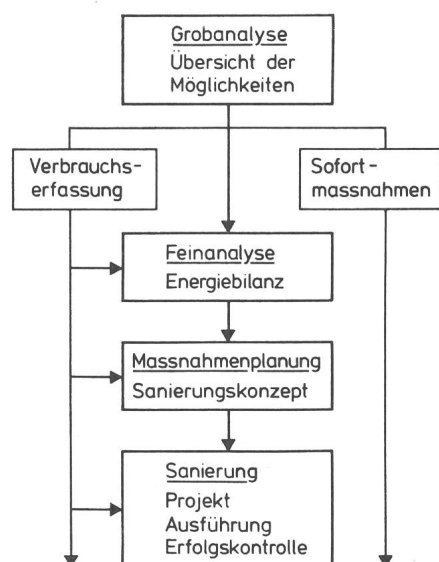 Grobanalyse
Übersicht der
Möglichkeiten
Verbrauchs-
erfassung
Sofort-
massnahmen
Feinanalyse
Energiebilanz
Massnahmenplanung
Sanierungskonzept
Sanierung
Projekt
Ausführung
Erfolgskontrolle